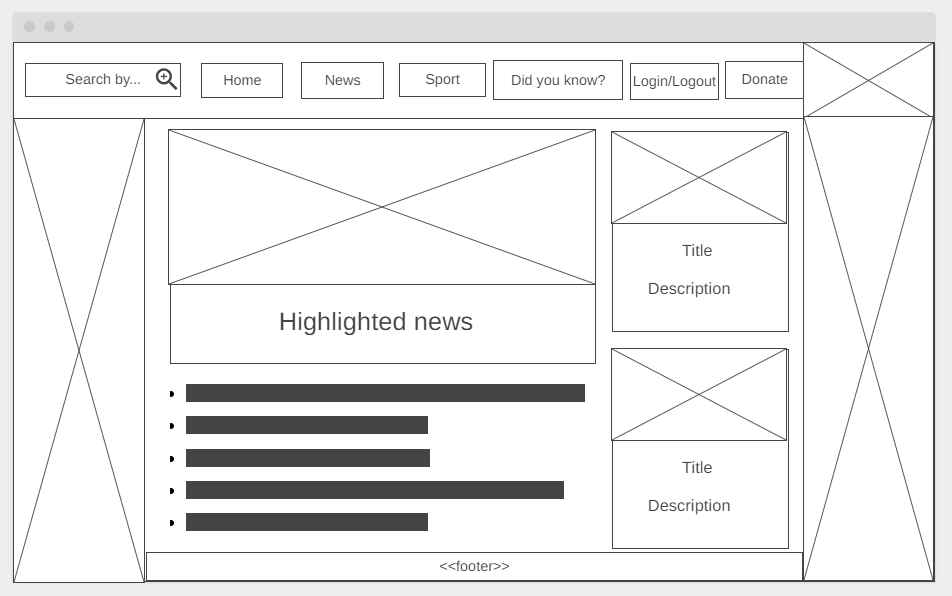 Search by...
Home
News
Sport
Did you know?
Login/Logout
Donate
Highlighted news
Title
Description
Title
Description
<<footer>>